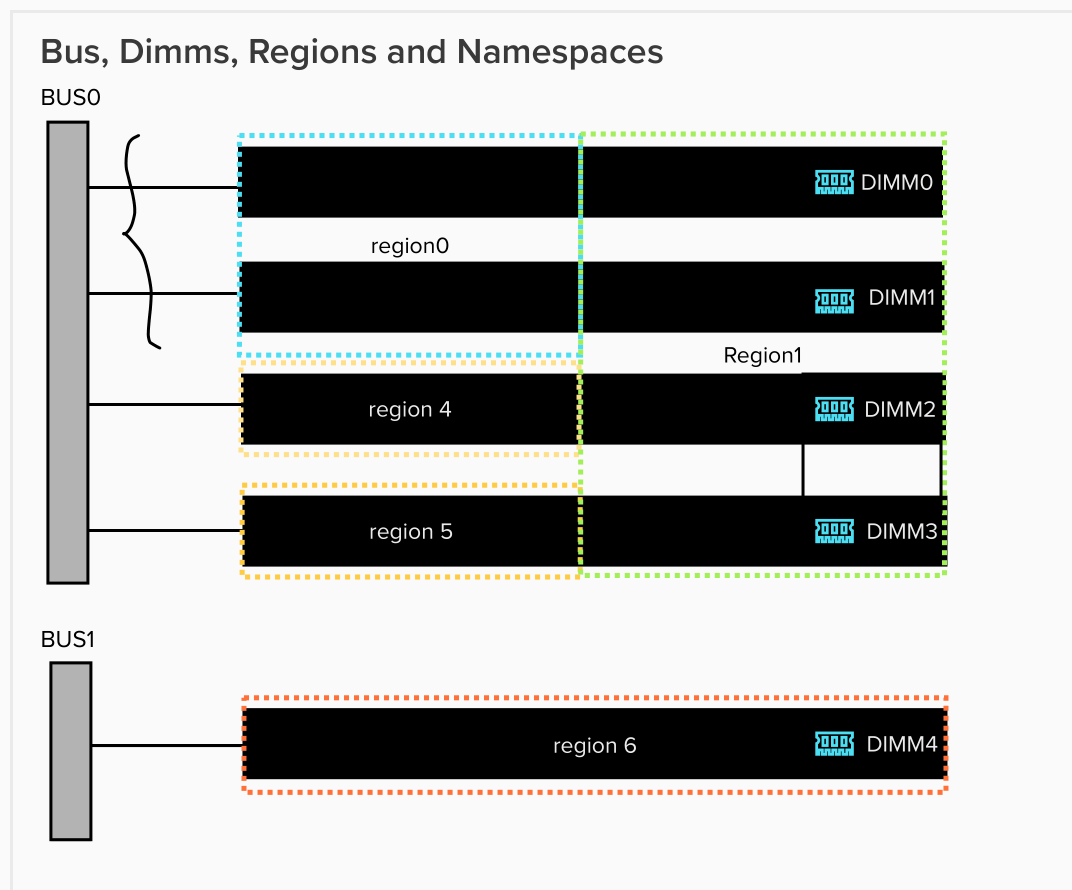 Bus, Dimms, Regions and Namespaces
BUS0
DIMM0
region0
DIMM1
Region1
region 4
DIMM2
region 5
DIMM3
BUS1
region 6
DIMM4